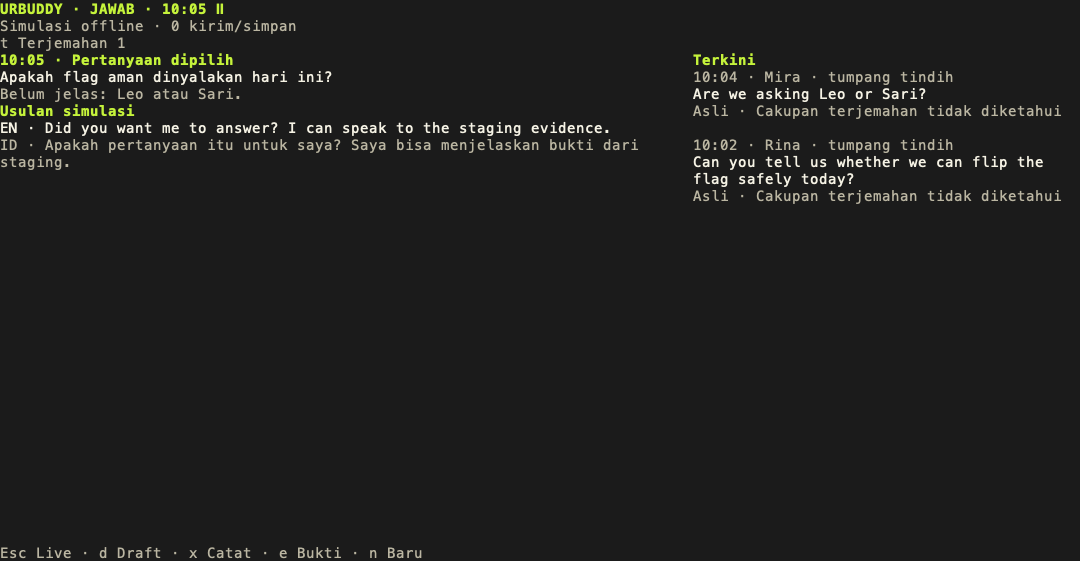 URBUDDY · JAWAB · 10:05 ⏸
Simulasi offline · 0 kirim/simpan
t Terjemahan 1
10:05 · Pertanyaan dipilih
Apakah flag aman dinyalakan hari ini?
Belum jelas: Leo atau Sari.
Usulan simulasi
EN · Did you want me to answer? I can speak to the staging evidence.
ID · Apakah pertanyaan itu untuk saya? Saya bisa menjelaskan bukti dari
staging.
Terkini
10:04 · Mira · tumpang tindih
Are we asking Leo or Sari?
Asli · Cakupan terjemahan tidak diketahui
10:02 · Rina · tumpang tindih
Can you tell us whether we can flip the
flag safely today?
Asli · Cakupan terjemahan tidak diketahui
Esc Live · d Draft · x Catat · e Bukti · n Baru